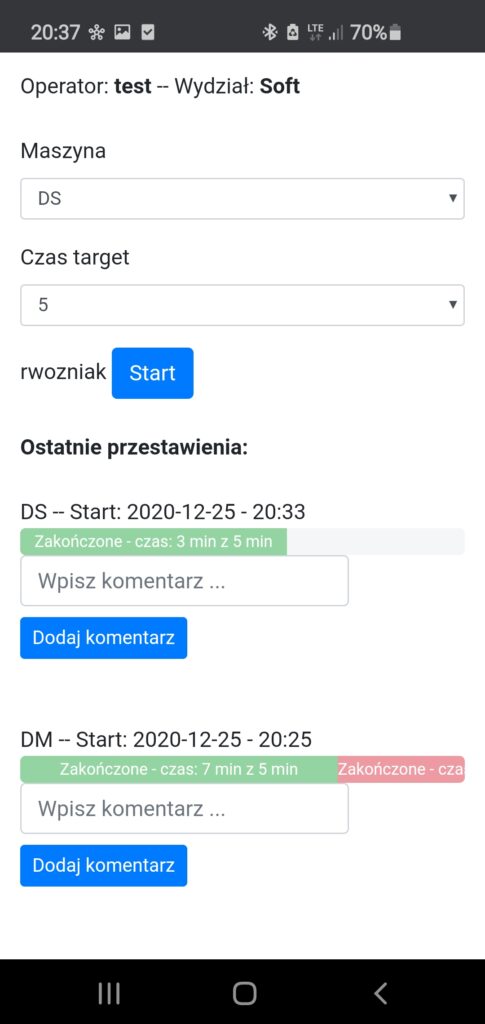 20:37 LTE 70%
Operator: test -- Wydział: Soft
Maszyna
DS
Czas target
5
rwozniak Start
Ostatnie przestawienia:
DS -- Start: 2020-12-25 - 20:33
Zakończone - czas: 3 min z 5 min
Wpisz komentarz ...
Dodaj komentarz
DM -- Start: 2020-12-25 - 20:25
Zakończone - czas: 7 min z 5 min Zakończone - cza
Wpisz komentarz ...
Dodaj komentarz